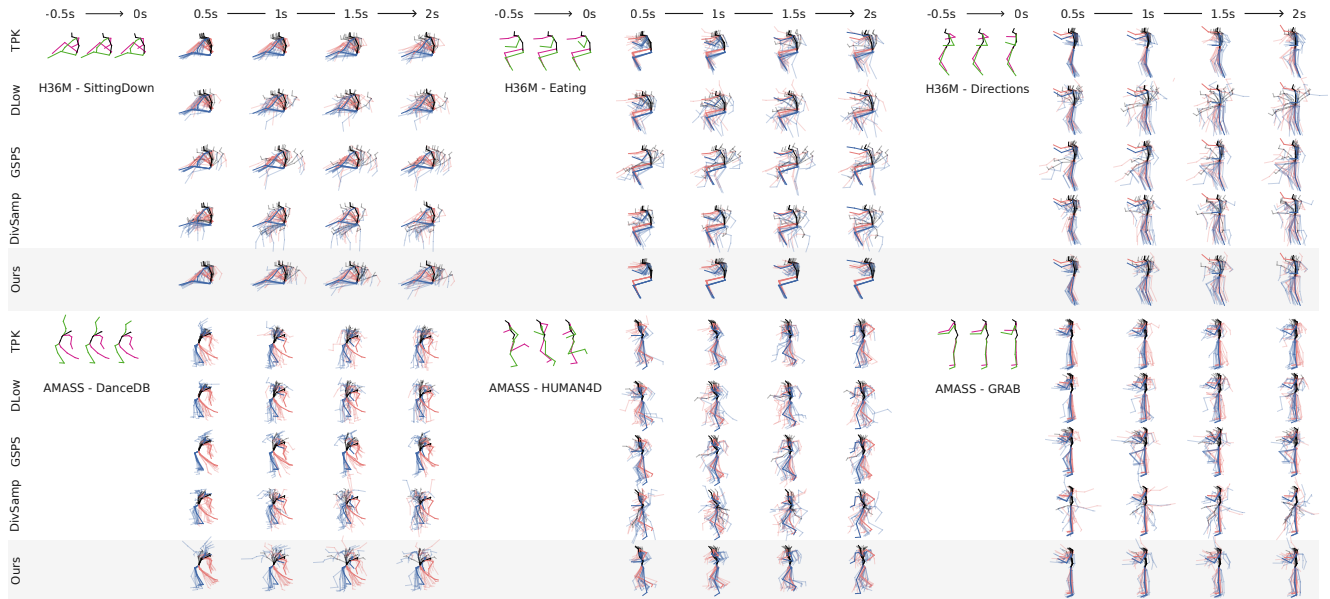 -0.5s 0s 0.5s 1s 1.5s 2s -0.5s 0s 0.5s 1s 1.5s 2s -0.5s 0s 0.5s 1s 1.5s 2s
TPK
H36M - SittingDown H36M - Eating H36M - Directions
DLow
GSPS
DivSamp
Ours
TPK
AMASS - DanceDB AMASS - HUMAN4D AMASS - GRAB
DLow
GSPS
DivSamp
Ours